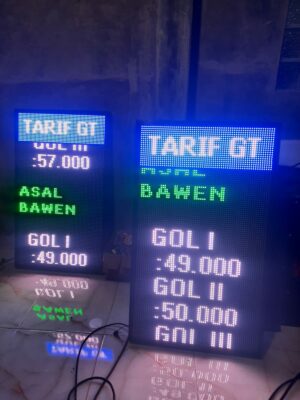 TARIF GT
GOL III
:57.000
ASAL
BAWEN
GOL I
:49.000
TARIF GT
ASAL
BAWEN
GOL I
:49.000
GOL II
:50.000
GOL III